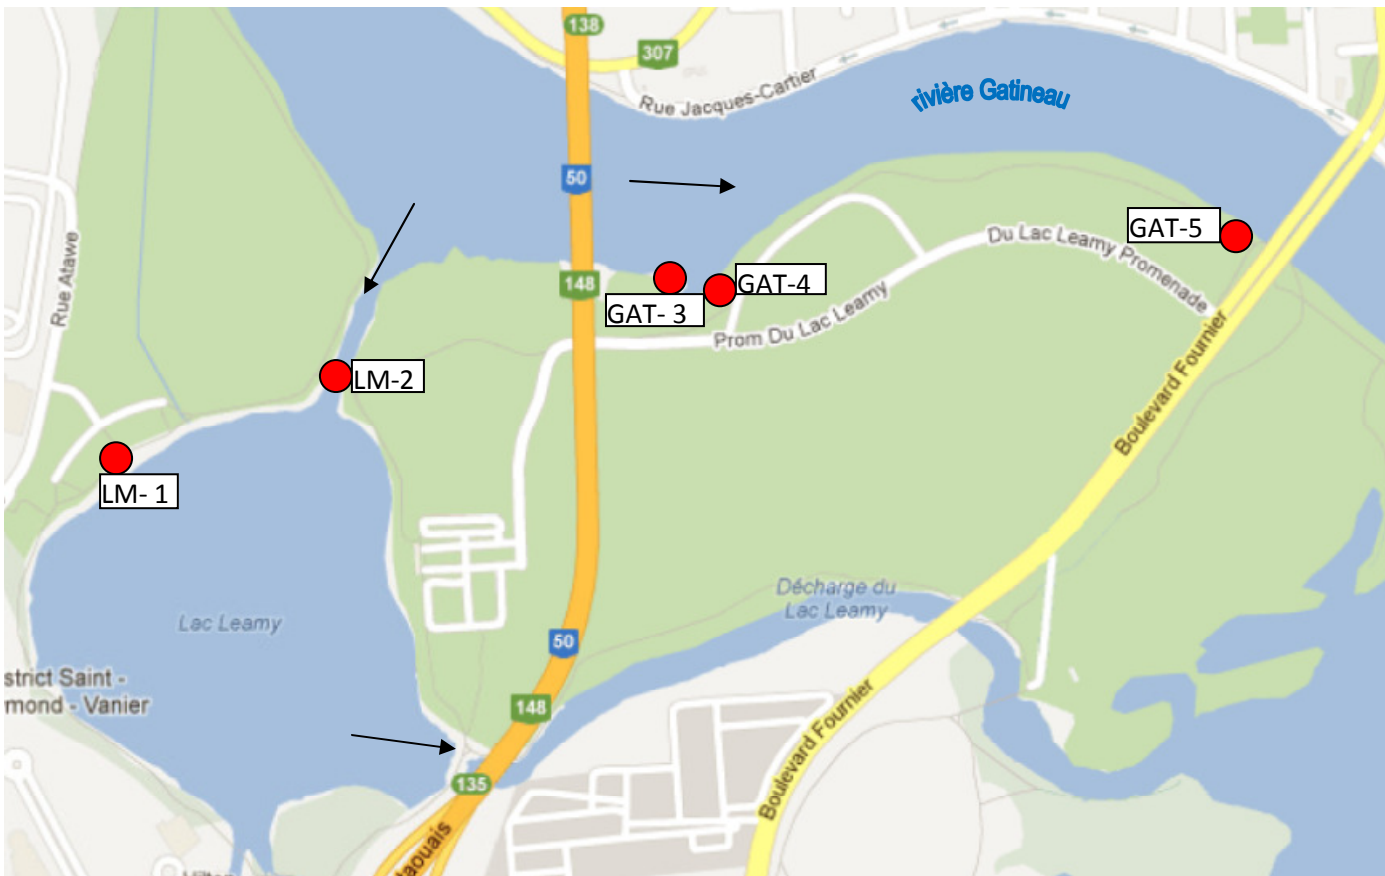 138
307
Rue Jacques-Cartier
rivière Gatineau
50
Rue Atawe
148
GAT- 3
GAT-4
GAT-5
Du Lac Leamy Promenade
Prom Du Lac Leamy
LM-2
LM- 1
Boulevard Fournier
Décharge du
Lac Leamy
Lac Leamy
50
strict Saint -
mond - Vanier
148
Boulevard Fournier
135
aouais